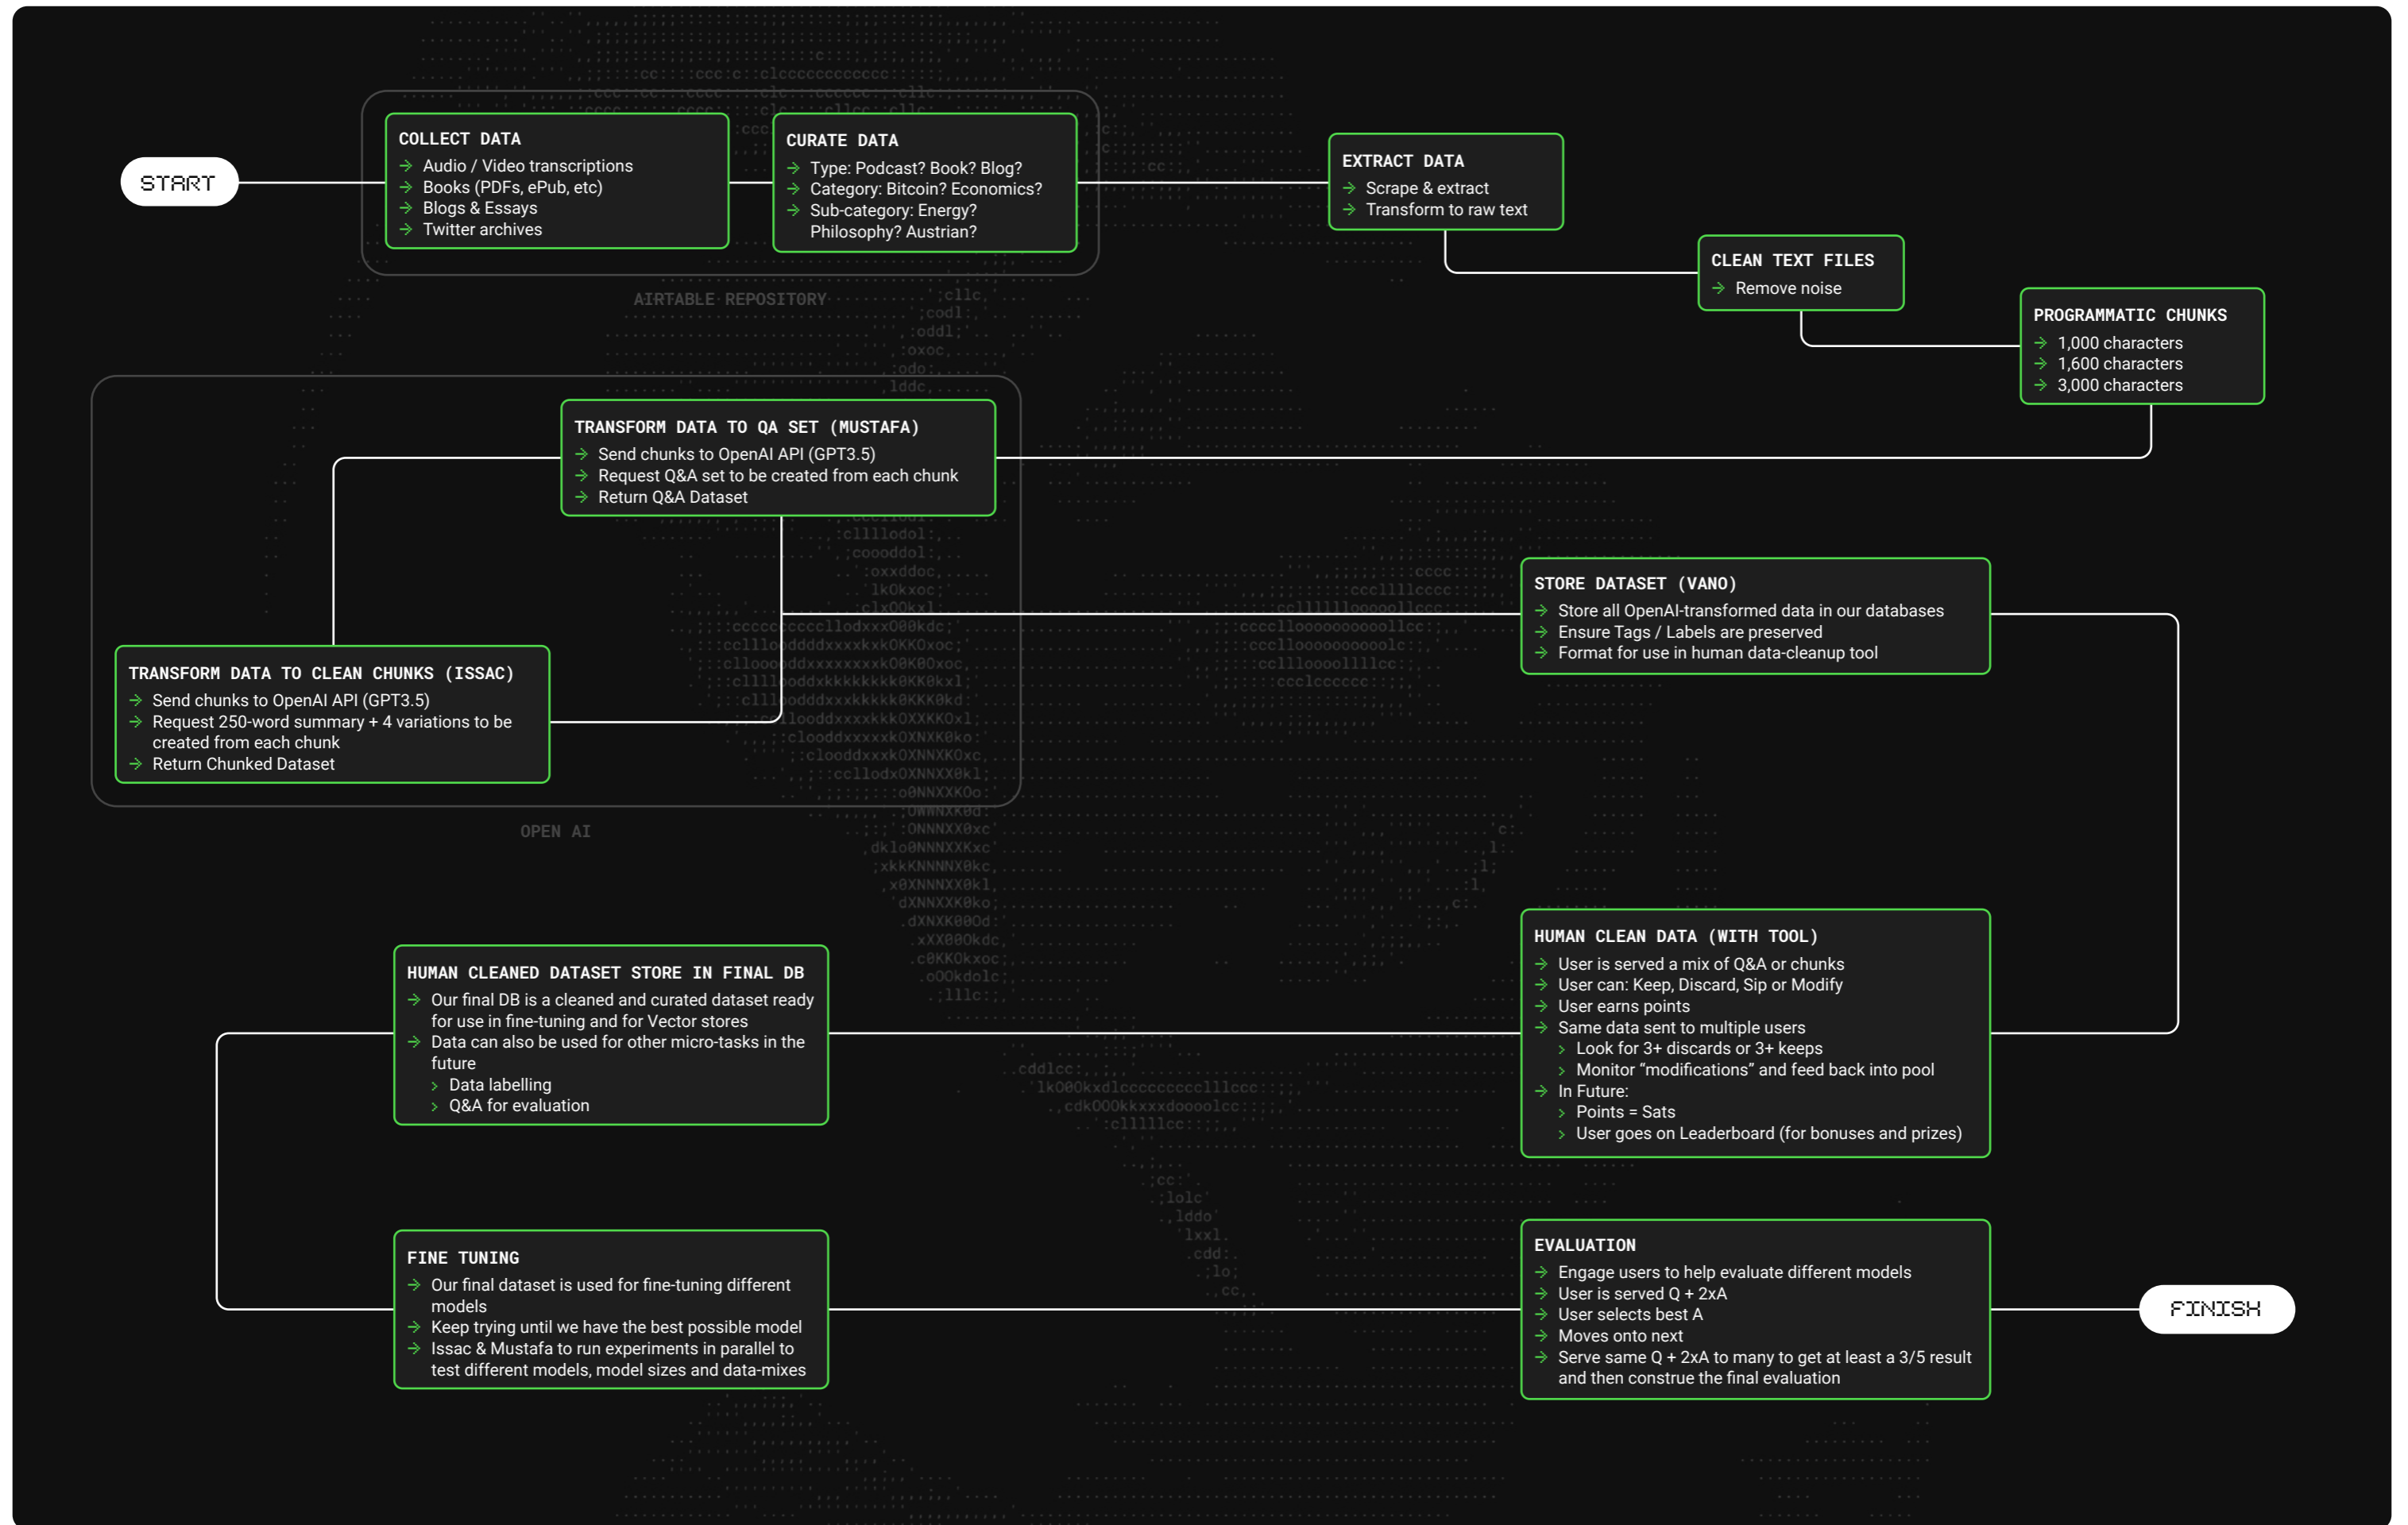 START
COLLECT DATA
→ Audio / Video transcriptions
→ Books (PDFs, ePub, etc)
→ Blogs & Essays
→ Twitter archives
CURATE DATA
→ Type: Podcast? Book? Blog?
→ Category: Bitcoin? Economics?
→ Sub-category: Energy?
Philosophy? Austrian?
AIRTABLE REPOSITORY
EXTRACT DATA
→ Scrape & extract
→ Transform to raw text
CLEAN TEXT FILES
→ Remove noise
PROGRAMMATIC CHUNKS
→ 1,000 characters
→ 1,600 characters
→ 3,000 characters
TRANSFORM DATA TO QA SET (MUSTAFA)
→ Send chunks to OpenAI API (GPT3.5)
→ Request Q&A set to be created from each chunk
→ Return Q&A Dataset
TRANSFORM DATA TO CLEAN CHUNKS (ISSAC)
→ Send chunks to OpenAI API (GPT3.5)
→ Request 250-word summary + 4 variations to be
created from each chunk
→ Return Chunked Dataset
OPEN AI
STORE DATASET (VANO)
→ Store all OpenAI-transformed data in our databases
→ Ensure Tags / Labels are preserved
→ Format for use in human data-cleanup tool
HUMAN CLEAN DATA (WITH TOOL)
→ User is served a mix of Q&A or chunks
→ User can: Keep, Discard, Sip or Modify
→ User earns points
→ Same data sent to multiple users
> Look for 3+ discards or 3+ keeps
> Monitor “modifications” and feed back into pool
→ In Future:
> Points = Sats
> User goes on Leaderboard (for bonuses and prizes)
HUMAN CLEANED DATASET STORE IN FINAL DB
→ Our final DB is a cleaned and curated dataset ready
for use in fine-tuning and for Vector stores
→ Data can also be used for other micro-tasks in the
future
> Data labelling
> Q&A for evaluation
FINE TUNING
→ Our final dataset is used for fine-tuning different
models
→ Keep trying until we have the best possible model
→ Issac & Mustafa to run experiments in parallel to
test different models, model sizes and data-mixes
EVALUATION
→ Engage users to help evaluate different models
→ User is served Q + 2xA
→ User selects best A
→ Moves onto next
→ Serve same Q + 2xA to many to get at least a 3/5 result
and then construe the final evaluation
FINISH